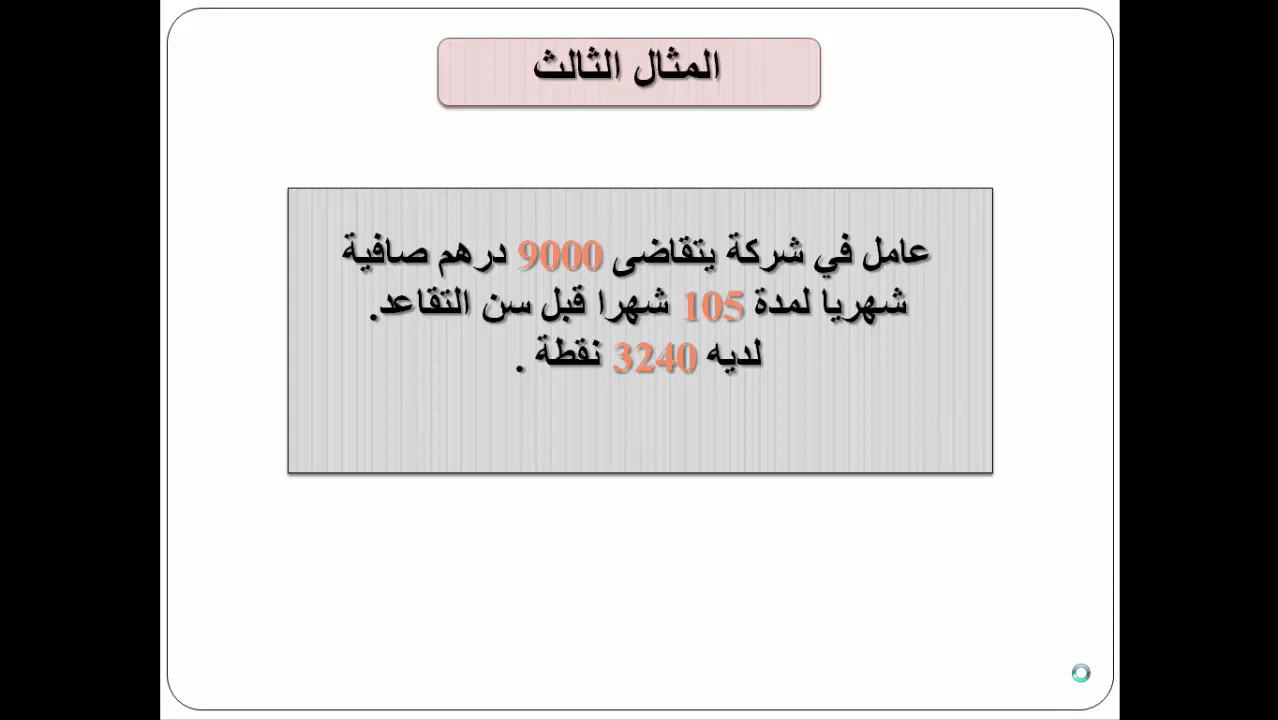 المثال الثالث
عامل في شركة يتقاضى 9000 درهم صافية
شهريا لمدة 105 شهرا قبل سن التقاعد.
لديه 3240 نقطة .